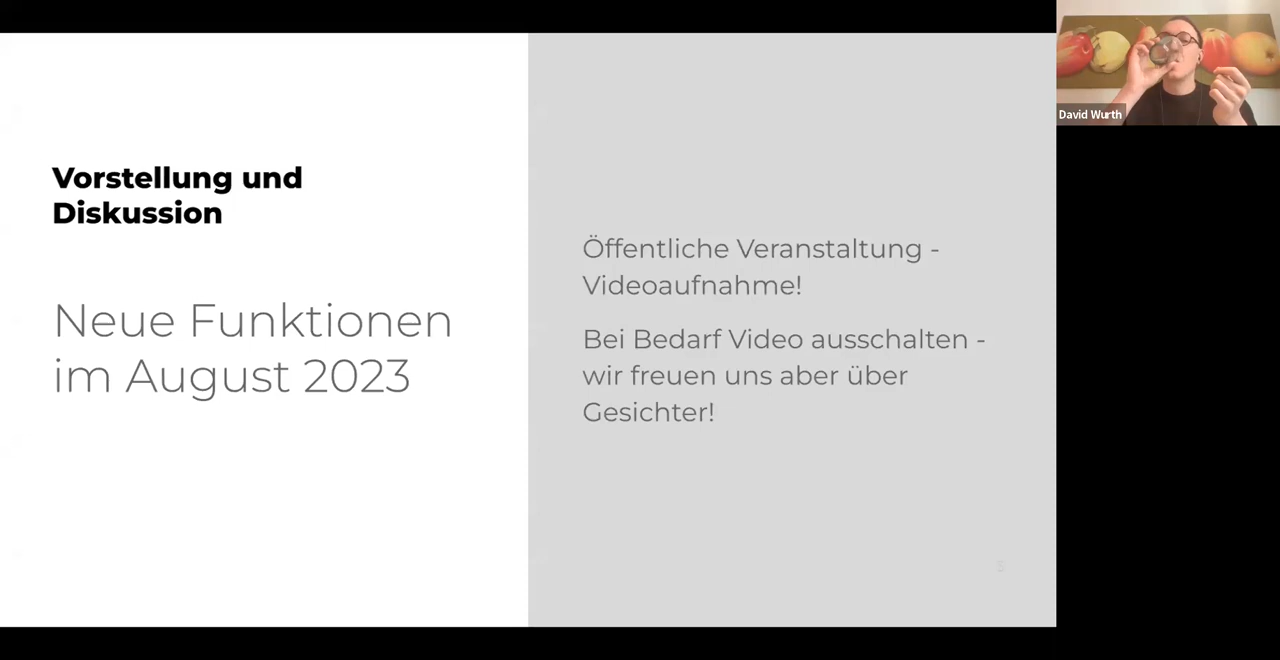 Vorstellung und
Diskussion
Neue Funktionen
im August 2023
Öffentliche Veranstaltung -
Videoaufnahme!
Bei Bedarf Video ausschalten -
wir freuen uns aber über
Gesichter!
David Wurth